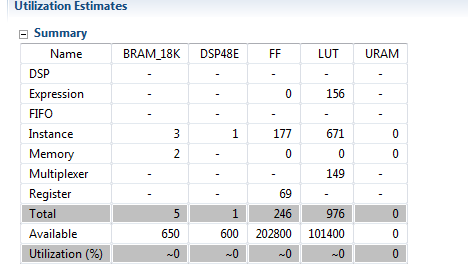 Utilization Estimates
Summary
Name BRAM_18K DSP48E FF LUT URAM
DSP - - - - -
Expression - - 0 156 -
FIFO - - - - -
Instance 3 1 177 671 0
Memory 2 - 0 0 0
Multiplexer - - - 149 -
Register - - 69 - -
Total 5 1 246 976 0
Available 650 600 202800 101400 0
Utilization (%) ~0 ~0 ~0 ~0 0